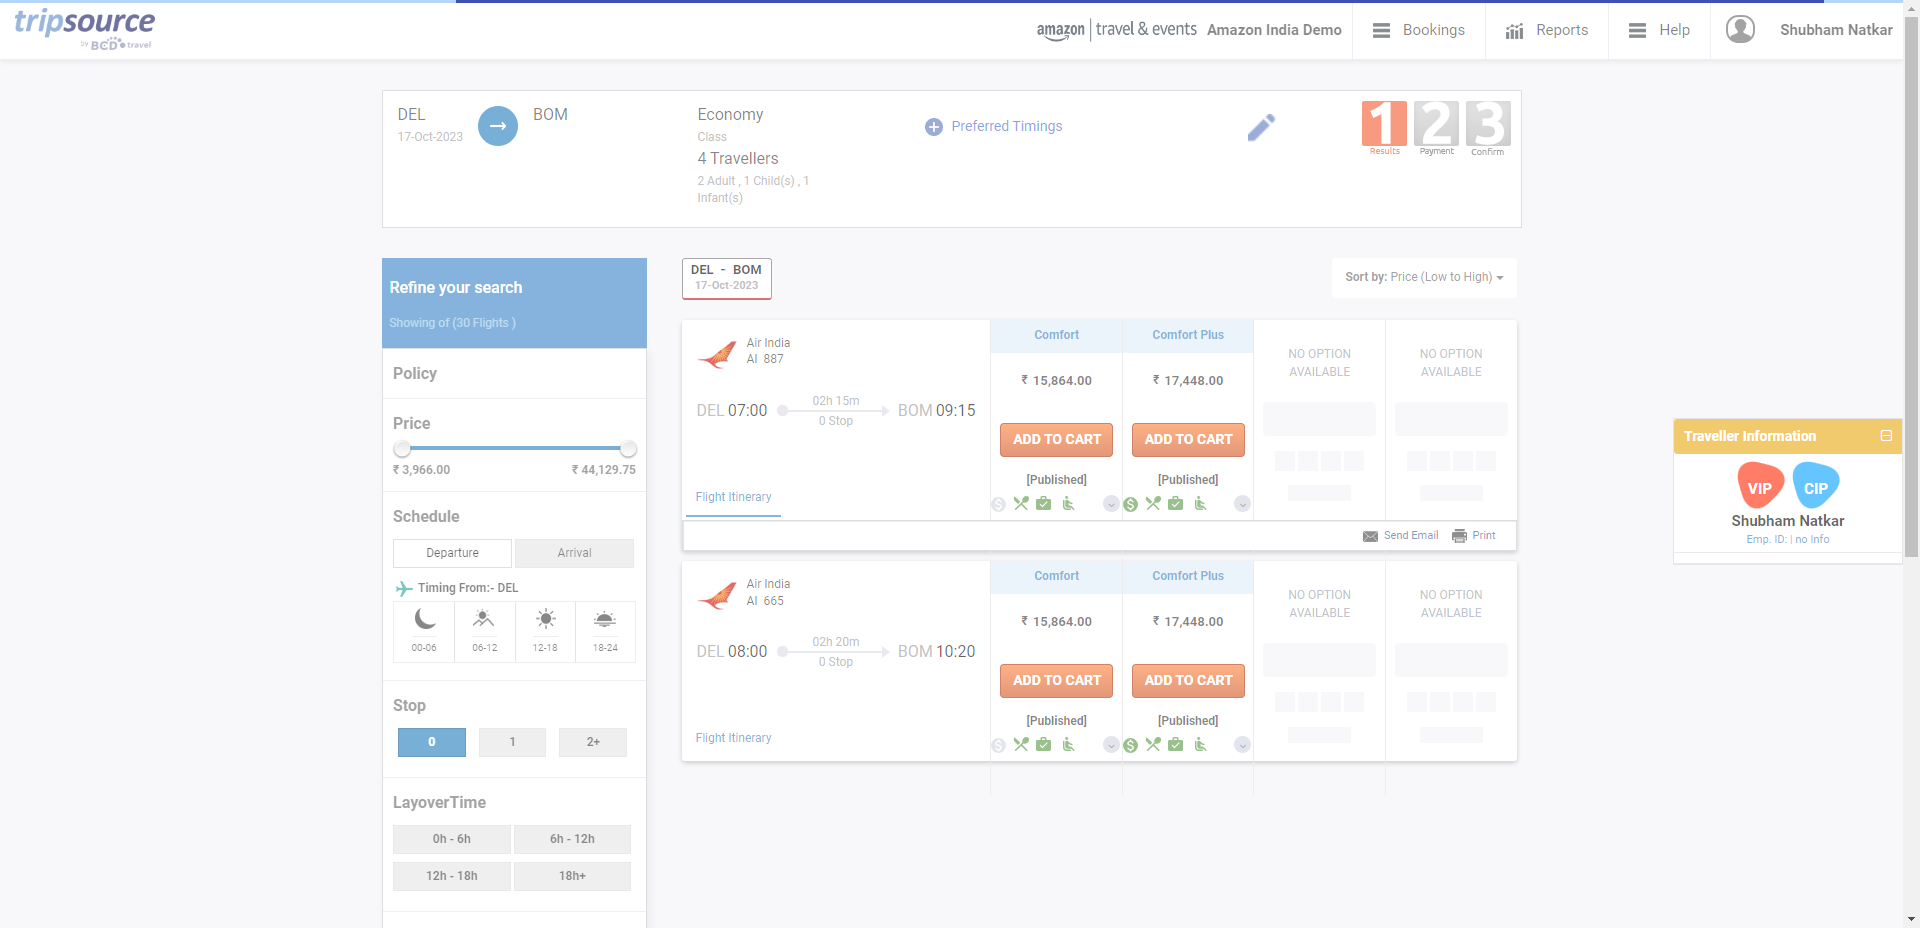 tripsource
by BCD travel
amazon | travel & events Amazon India Demo
Bookings
Reports
Help
Shubham Natkar
DEL
17-Oct-2023
BOM
Economy
Class
4 Travellers
2 Adult , 1 Child(s) , 1
Infant(s)
Preferred Timings
1 2 3
Results Payment Confirm
Refine your search
Showing of (30 Flights )
Policy
Price
₹ 3,966.00 ₹ 44,129.75
Schedule
Departure Arrival
Timing From:- DEL
00-06 06-12 12-18 18-24
Stop
0 1 2+
LayoverTime
0h - 6h 6h - 12h
12h - 18h 18h+
DEL - BOM
17-Oct-2023
Sort by: Price (Low to High)
Air India
AI 887
DEL 07:00
02h 15m
0 Stop
BOM 09:15
Flight Itinerary
Comfort
₹ 15,864.00
ADD TO CART
[Published]
Comfort Plus
₹ 17,448.00
ADD TO CART
[Published]
NO OPTION
AVAILABLE
NO OPTION
AVAILABLE
Send Email Print
Air India
AI 665
DEL 08:00
02h 20m
0 Stop
BOM 10:20
Flight Itinerary
Comfort
₹ 15,864.00
ADD TO CART
[Published]
Comfort Plus
₹ 17,448.00
ADD TO CART
[Published]
NO OPTION
AVAILABLE
NO OPTION
AVAILABLE
Traveller Information
VIP CIP
Shubham Natkar
Emp. ID: | no Info